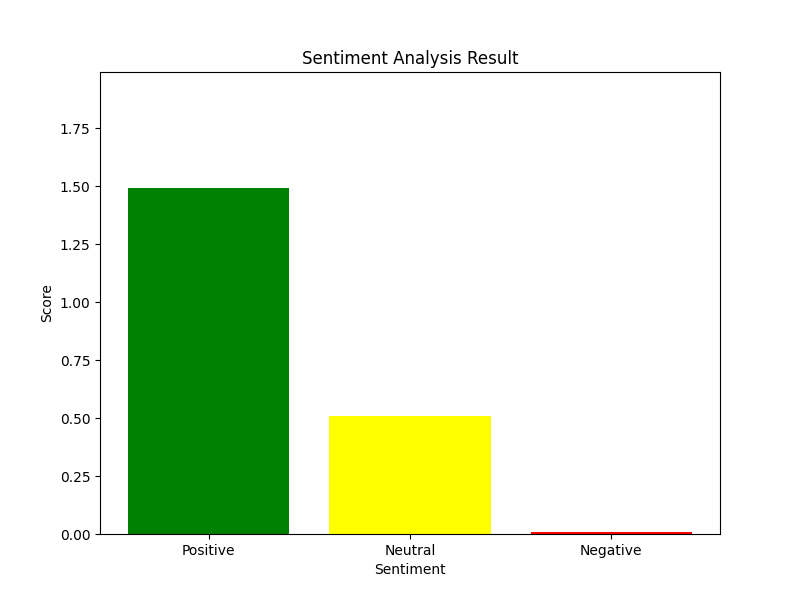 Sentiment Analysis Result
1.75
1.50
1.25
1.00
0.75
0.50
0.25
0.00
Score
Positive
Neutral
Negative
Sentiment